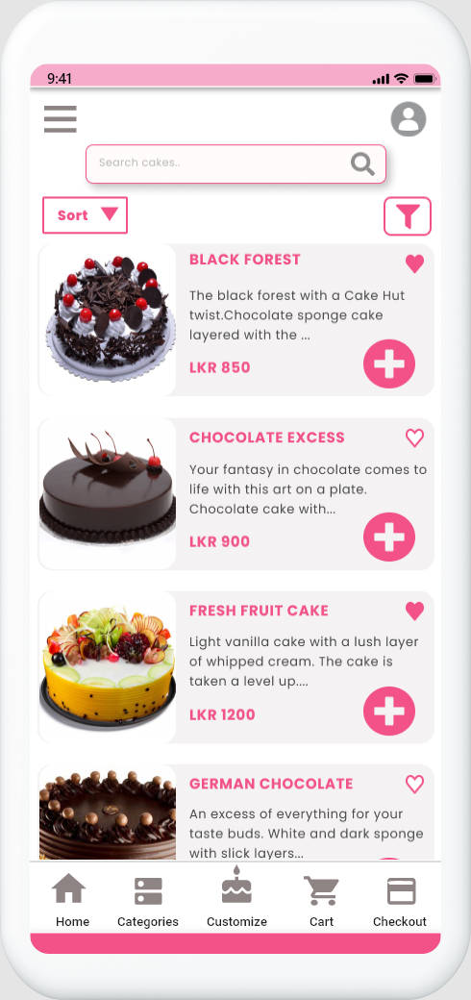 9:41
Search cakes..
Sort
BLACK FOREST
The black forest with a Cake Hut
twist.Chocolate sponge cake
layered with the ...
LKR 850
CHOCOLATE EXCESS
Your fantasy in chocolate comes to
life with this art on a plate.
Chocolate cake with...
LKR 900
FRESH FRUIT CAKE
Light vanilla cake with a lush layer
of whipped cream. The cake is
taken a level up....
LKR 1200
GERMAN CHOCOLATE
An excess of everything for your
taste buds. White and dark sponge
with slick layers...
Home Categories Customize Cart Checkout